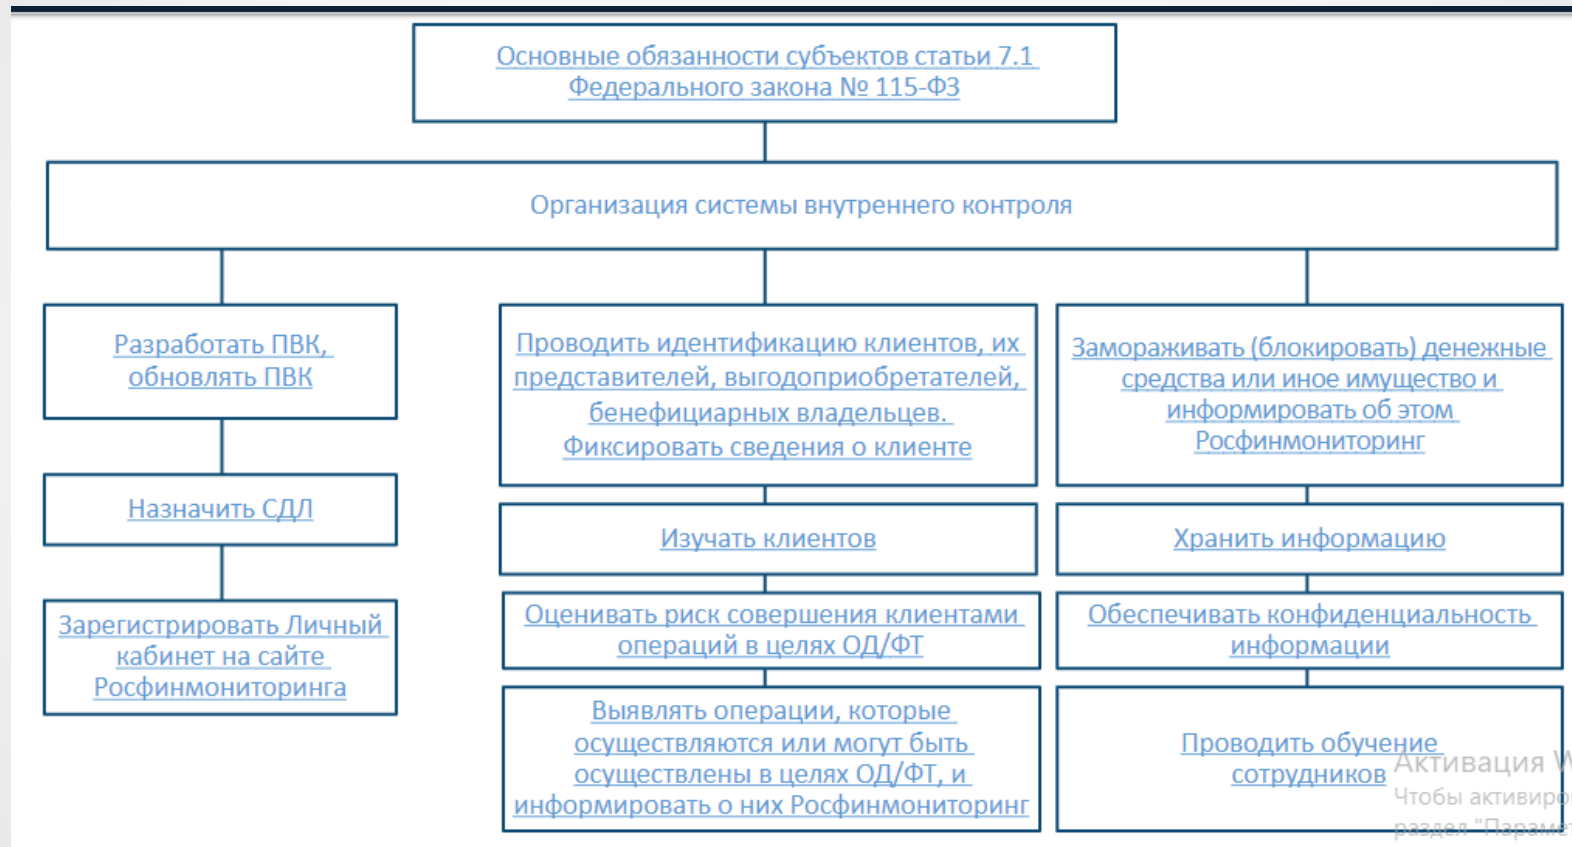 Основные обязанности субъектов статьи 7.1
Федерального закона № 115-ФЗ
Организация системы внутреннего контроля
Разработать ПВК,
обновлять ПВК
Назначить СДЛ
Зарегистрировать Личный
кабинет на сайте
Росфинмониторинга
Проводить идентификацию клиентов, их
представителей, выгодоприобретателей,
бенефициарных владельцев.
Фиксировать сведения о клиенте
Изучать клиентов
Оценивать риск совершения клиентами
операций в целях ОД/ФТ
Выявлять операции, которые
осуществляются или могут быть
осуществлены в целях ОД/ФТ, и
информировать о них Росфинмониторинг
Замораживать (блокировать) денежные
средства или иное имущество и
информировать об этом
Росфинмониторинг
Хранить информацию
Обеспечивать конфиденциальность
информации
Проводить обучение
сотрудников
Активация W
Чтобы активиро
раздел "Парамет